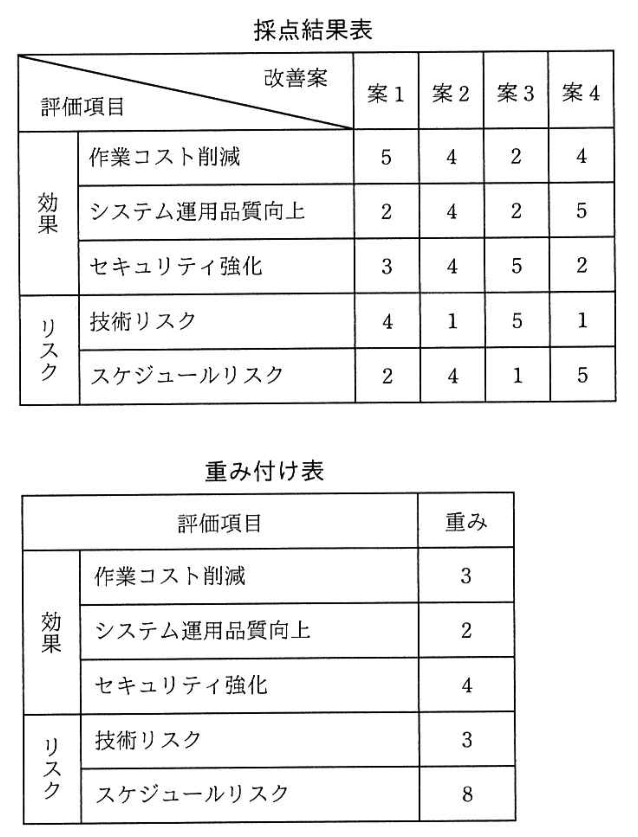 採点結果表
改善案
評価項目
案1 案2 案3 案4
効果
作業コスト削減 5 4 2 4
システム運用品質向上 2 4 2 5
セキュリティ強化 3 4 5 2
リスク
技術リスク 4 1 5 1
スケジュールリスク 2 4 1 5
重み付け表
評価項目 重み
効果
作業コスト削減 3
システム運用品質向上 2
セキュリティ強化 4
リスク
技術リスク 3
スケジュールリスク 8